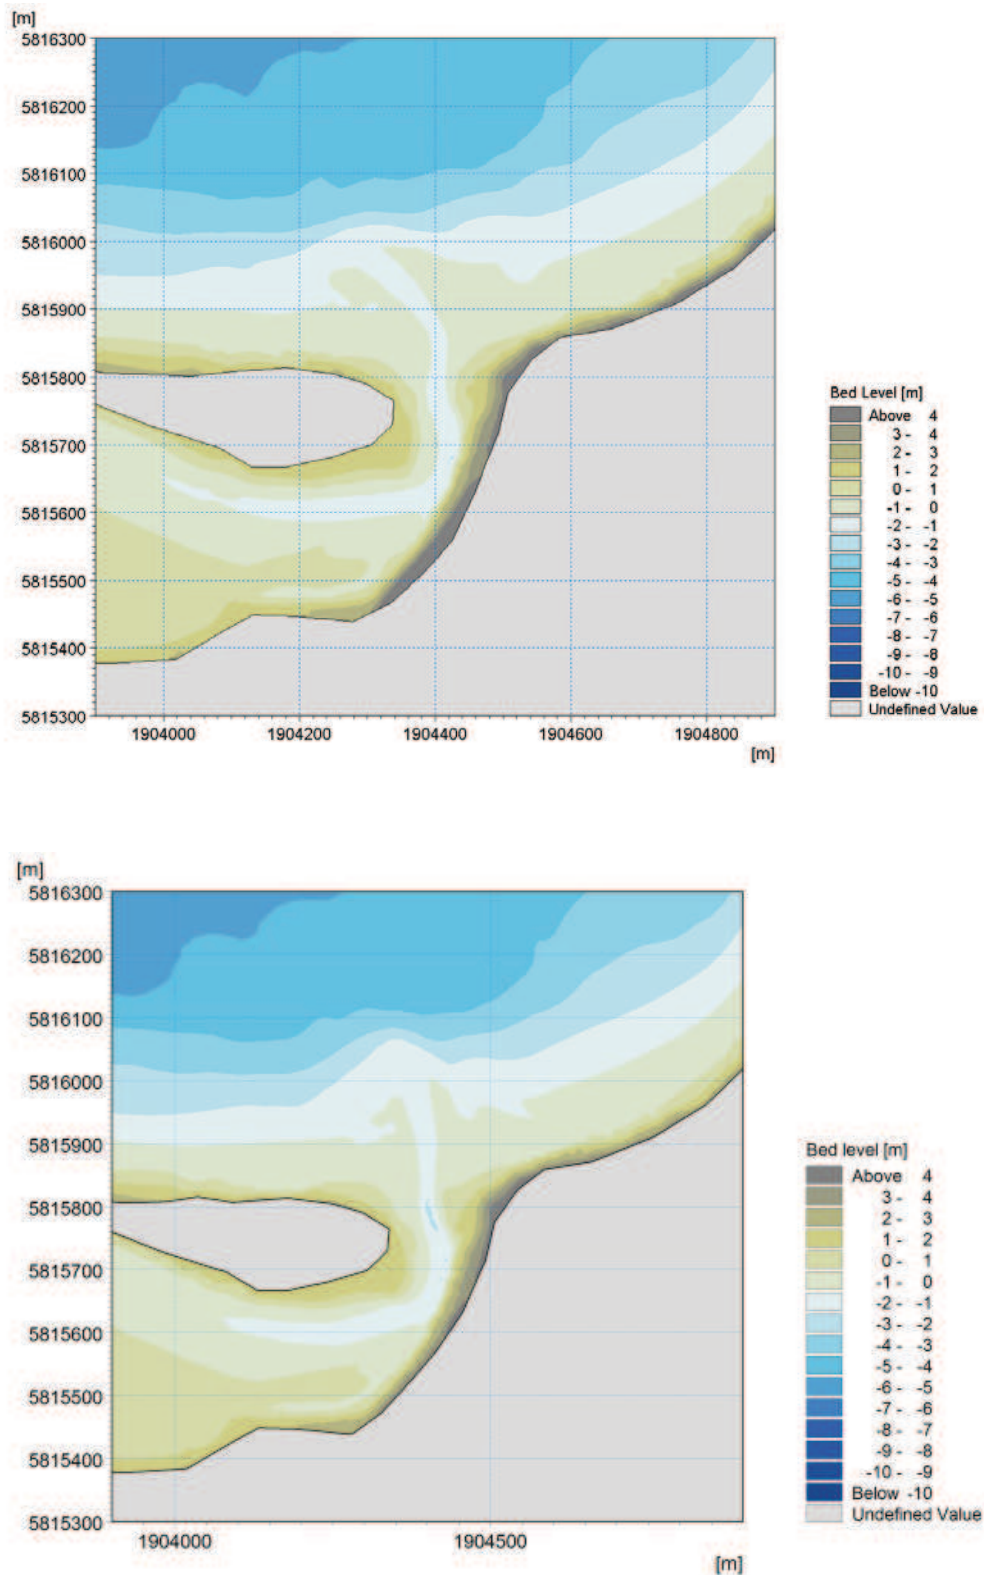 [m]
5816300
5816200
5816100
5816000
5815900
5815800
5815700
5815600
5815500
5815400
5815300
1904000 1904200 1904400 1904600 1904800
[m]
Bed Level [m]
Above 4
3 - 4
2 - 3
1 - 2
0 - 1
-1 - 0
-2 - -1
-3 - -2
-4 - -3
-5 - -4
-6 - -5
-7 - -6
-8 - -7
-9 - -8
-10 - -9
Below -10
Undefined Value
[m]
5816300
5816200
5816100
5816000
5815900
5815800
5815700
5815600
5815500
5815400
5815300
1904000 1904500
[m]
Bed level [m]
Above 4
3 - 4
2 - 3
1 - 2
0 - 1
-1 - 0
-2 - -1
-3 - -2
-4 - -3
-5 - -4
-6 - -5
-7 - -6
-8 - -7
-9 - -8
-10 - -9
Below -10
Undefined Value